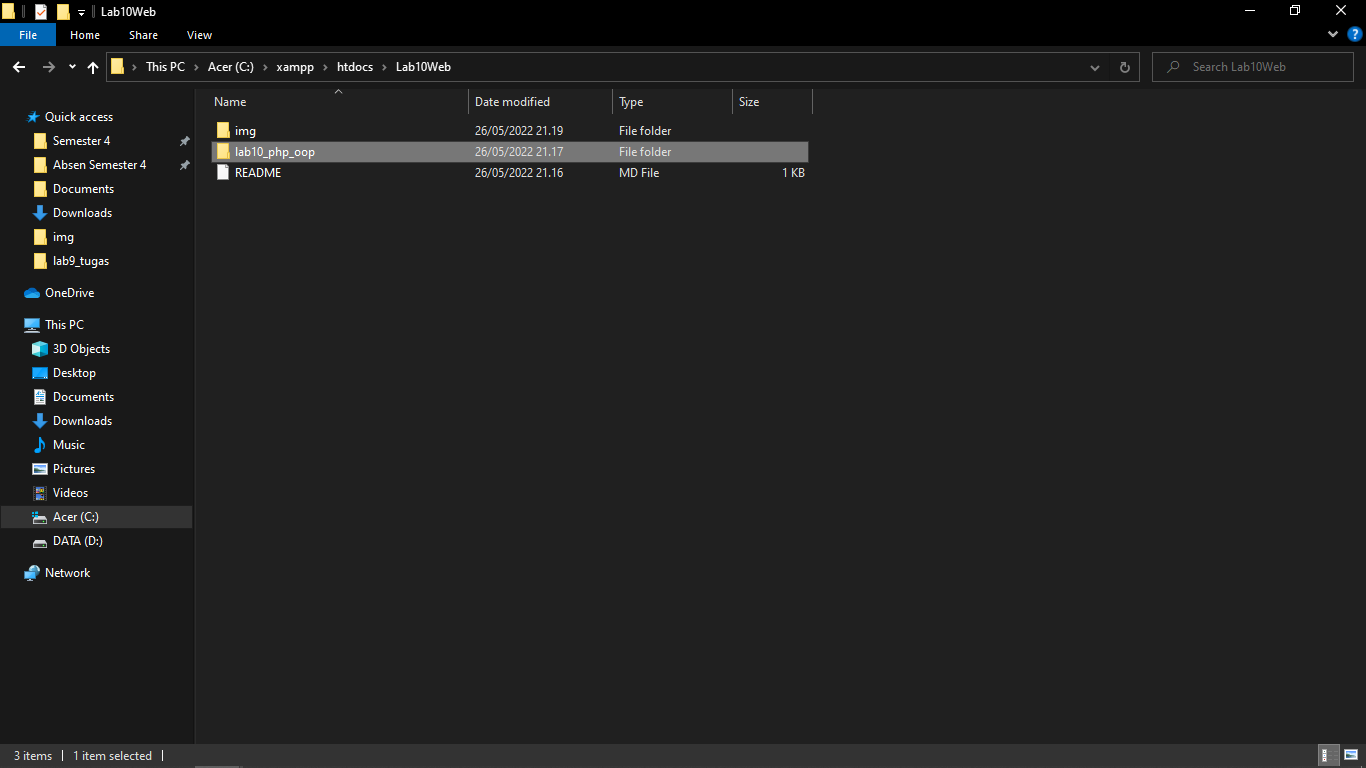 Lab10Web
File Home Share View
This PC > Acer (C:) > xampp > htdocs > Lab10Web
Search Lab10Web
Name Date modified Type Size
img 26/05/2022 21.19 File folder
lab10_php_oop 26/05/2022 21.17 File folder
README 26/05/2022 21.16 MD File 1 KB
Quick access
Semester 4
Absen Semester 4
Documents
Downloads
img
lab9_tugas
OneDrive
This PC
3D Objects
Desktop
Documents
Downloads
Music
Pictures
Videos
Acer (C:)
DATA (D:)
Network
3 items 1 item selected